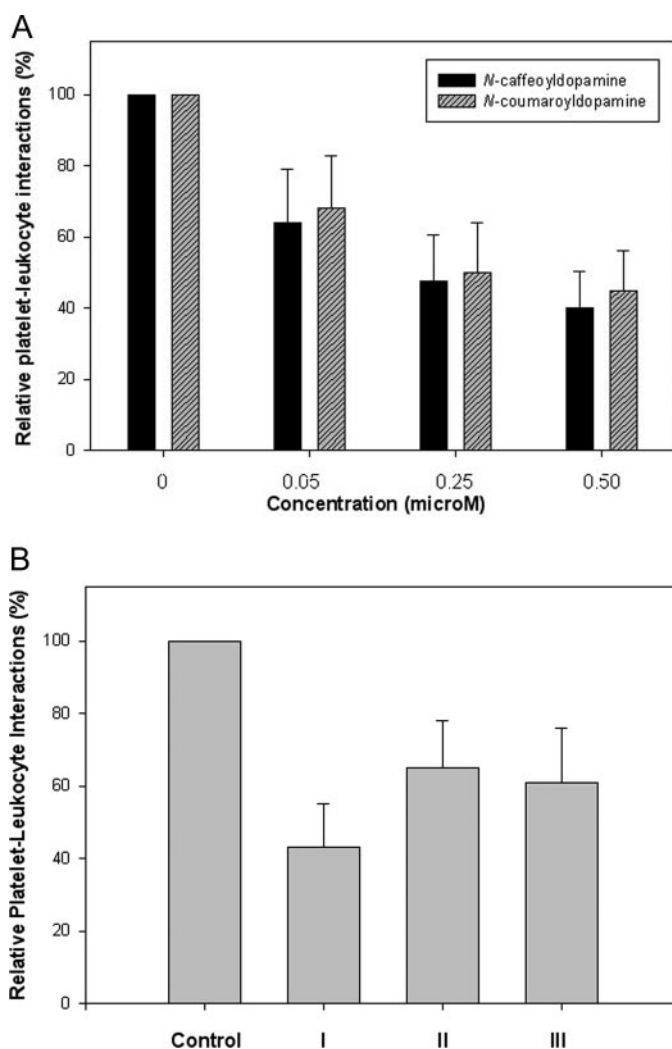 A
Relative platelet-leukocyte interactions (%)
100
80
60
40
20
0
N-caffeoyldopamine
N-coumaroyldopamine
0 0.05 0.25 0.50
Concentration (microM)
B
Relative Platelet-Leukocyte Interactions (%)
100
80
60
40
20
0
Control I II III